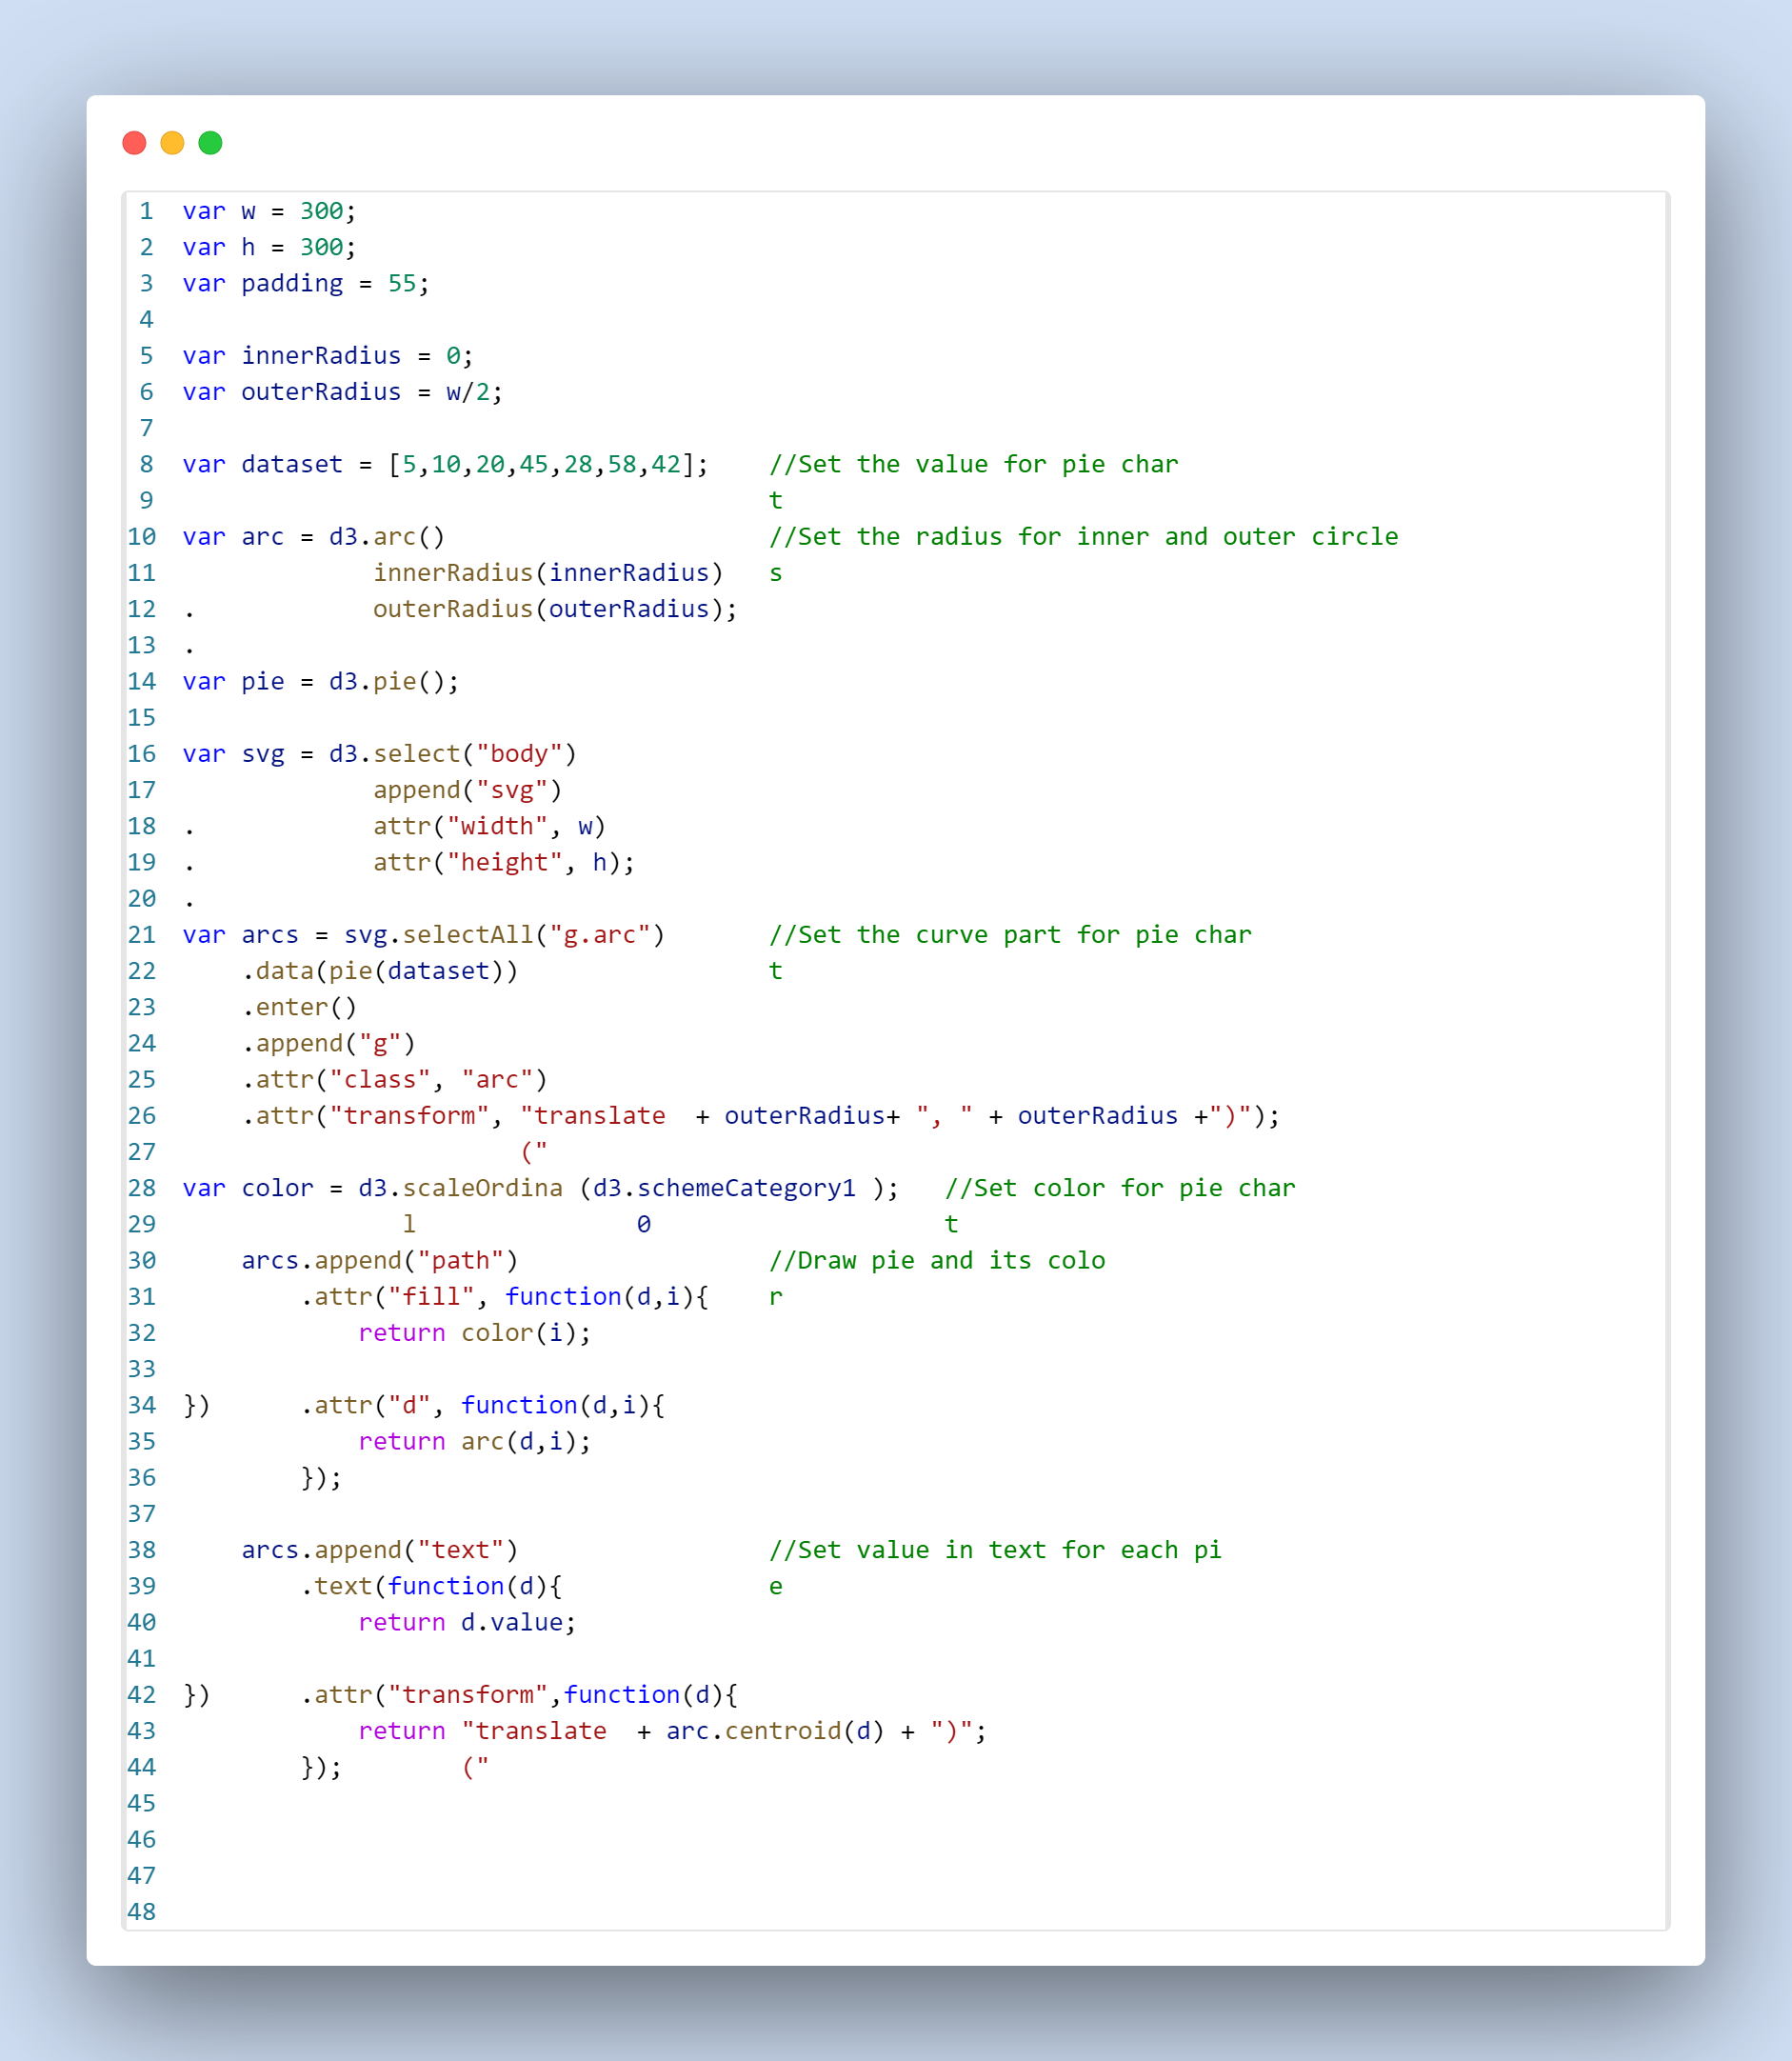 1 var w = 300;
2 var h = 300;
3 var padding = 55;
4
5 var innerRadius = 0;
6 var outerRadius = w/2;
7
8 var dataset = [5,10,20,45,28,58,42];    //Set the value for pie char
9                                         t
10 var arc = d3.arc()                      //Set the radius for inner and outer circle
11              innerRadius(innerRadius)   s
12 .            outerRadius(outerRadius);
13 .
14 var pie = d3.pie();
15
16 var svg = d3.select("body")
17              append("svg")
18 .            attr("width", w)
19 .            attr("height", h);
20 .
21 var arcs = svg.selectAll("g.arc")       //Set the curve part for pie char
22     .data(pie(dataset))                 t
23     .enter()
24     .append("g")
25     .attr("class", "arc")
26     .attr("transform", "translate  + outerRadius+ ", " + outerRadius +")");
27                        ("
28 var color = d3.scaleOrdina (d3.schemeCategory1 );   //Set color for pie char
29                l               0                    t
30     arcs.append("path")                 //Draw pie and its colo
31         .attr("fill", function(d,i){    r
32             return color(i);
33
34 })      .attr("d", function(d,i){
35             return arc(d,i);
36         });
37
38     arcs.append("text")                 //Set value in text for each pi
39         .text(function(d){              e
40             return d.value;
41
42 })      .attr("transform",function(d){
43             return "translate  + arc.centroid(d) + ")";
44         });        ("
45
46
47
48